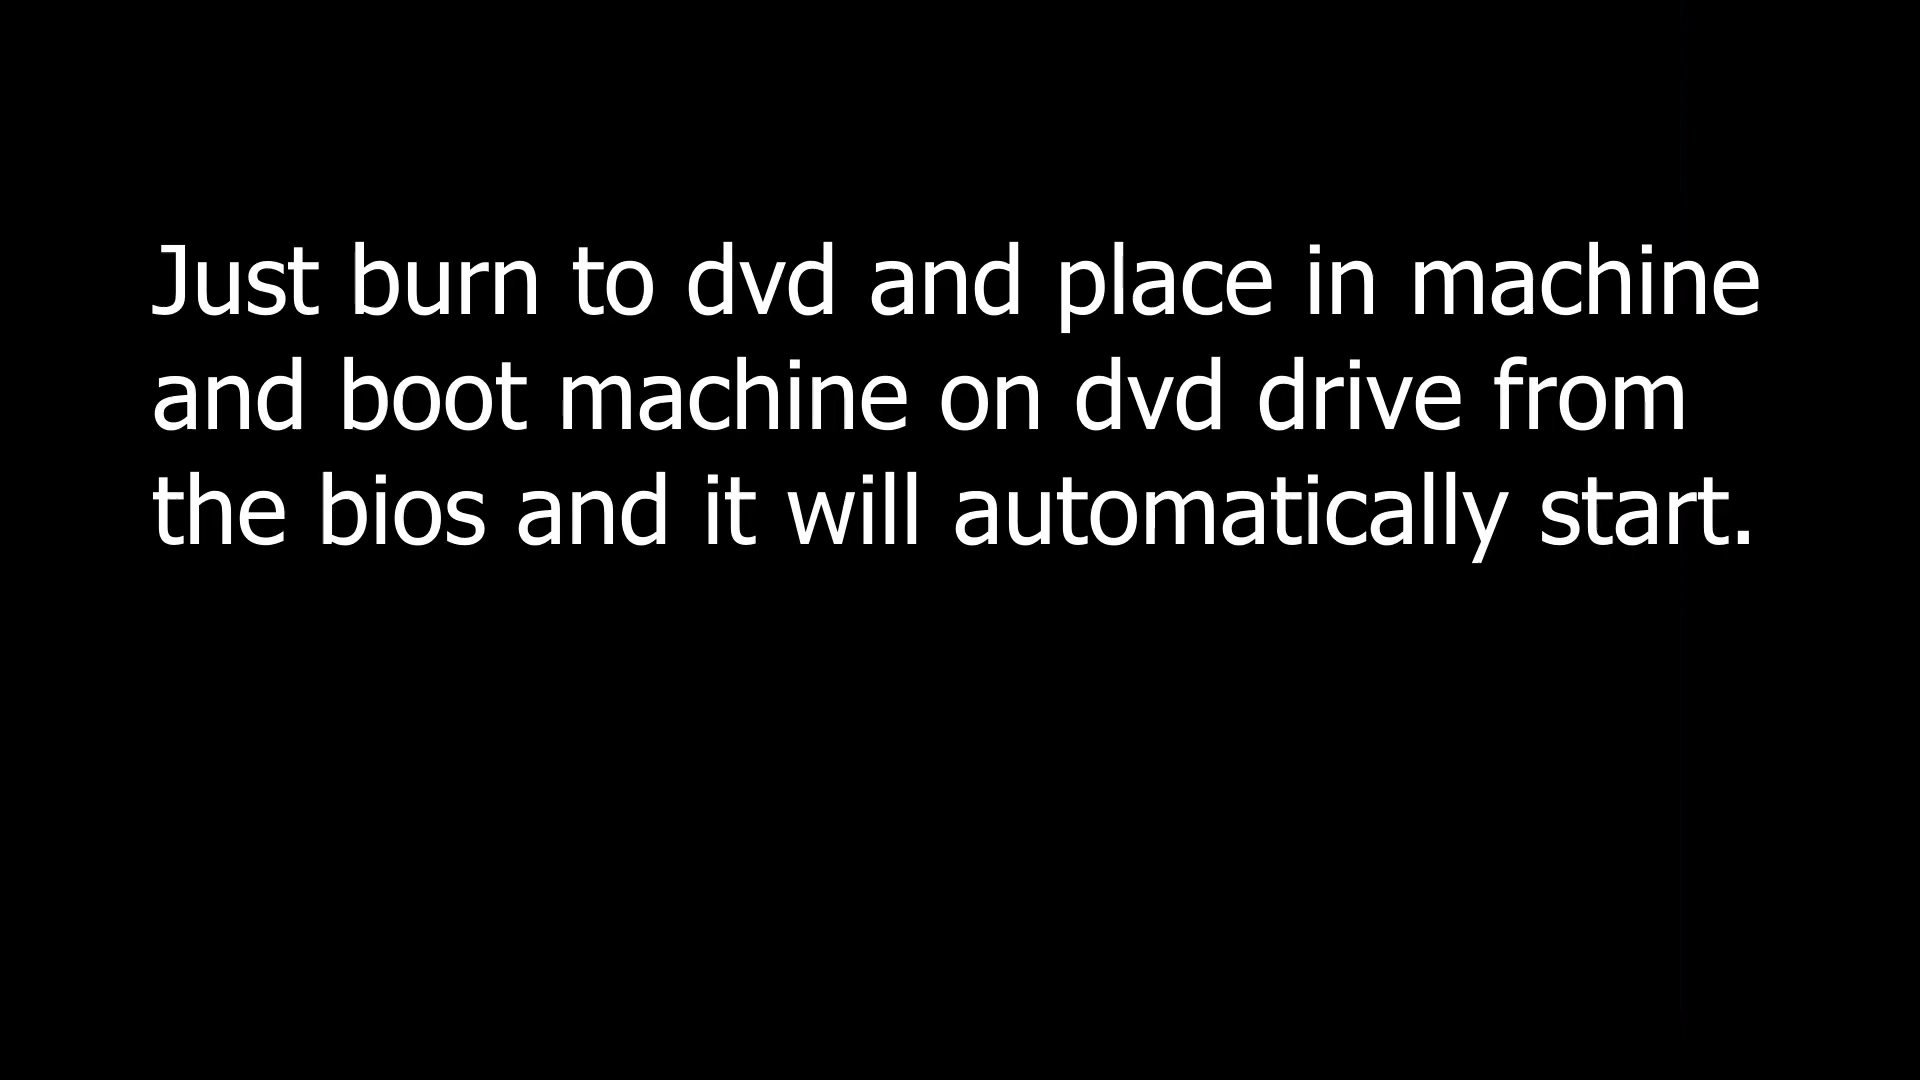 Just burn to dvd and place in machine
and boot machine on dvd drive from
the bios and it will automatically start.